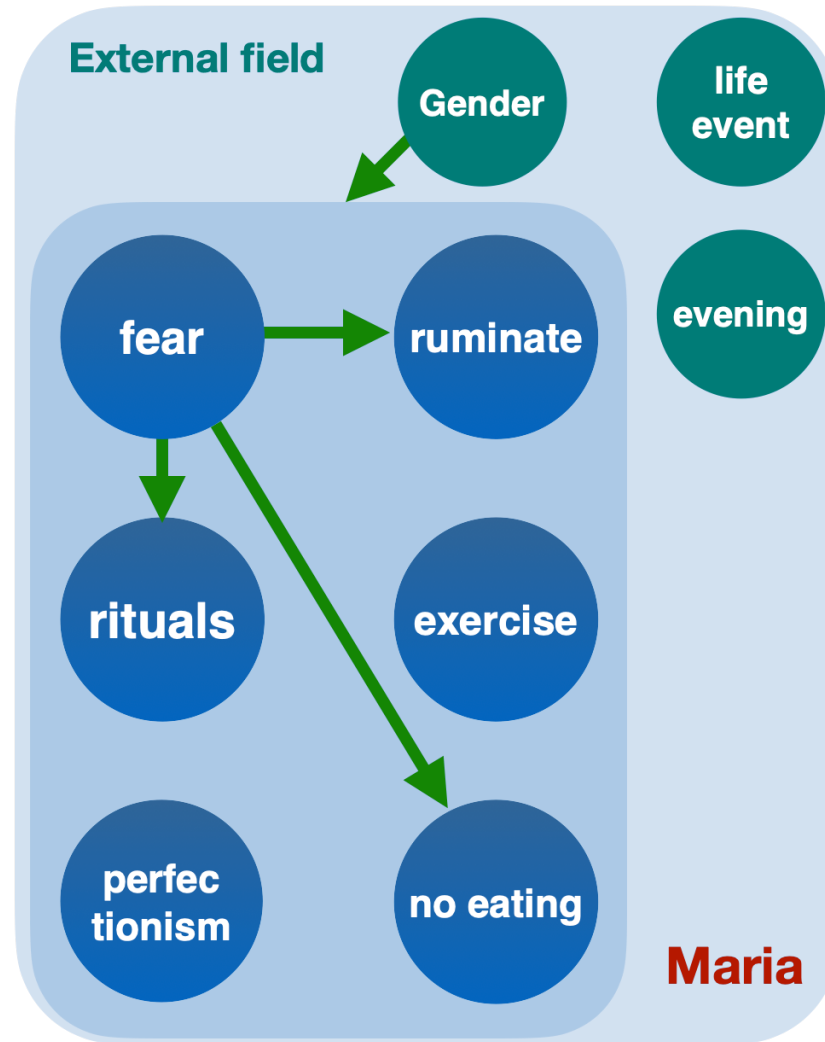 External field
Gender
life
event
fear
ruminate
evening
rituals
exercise
perfec
tionism
no eating
Maria